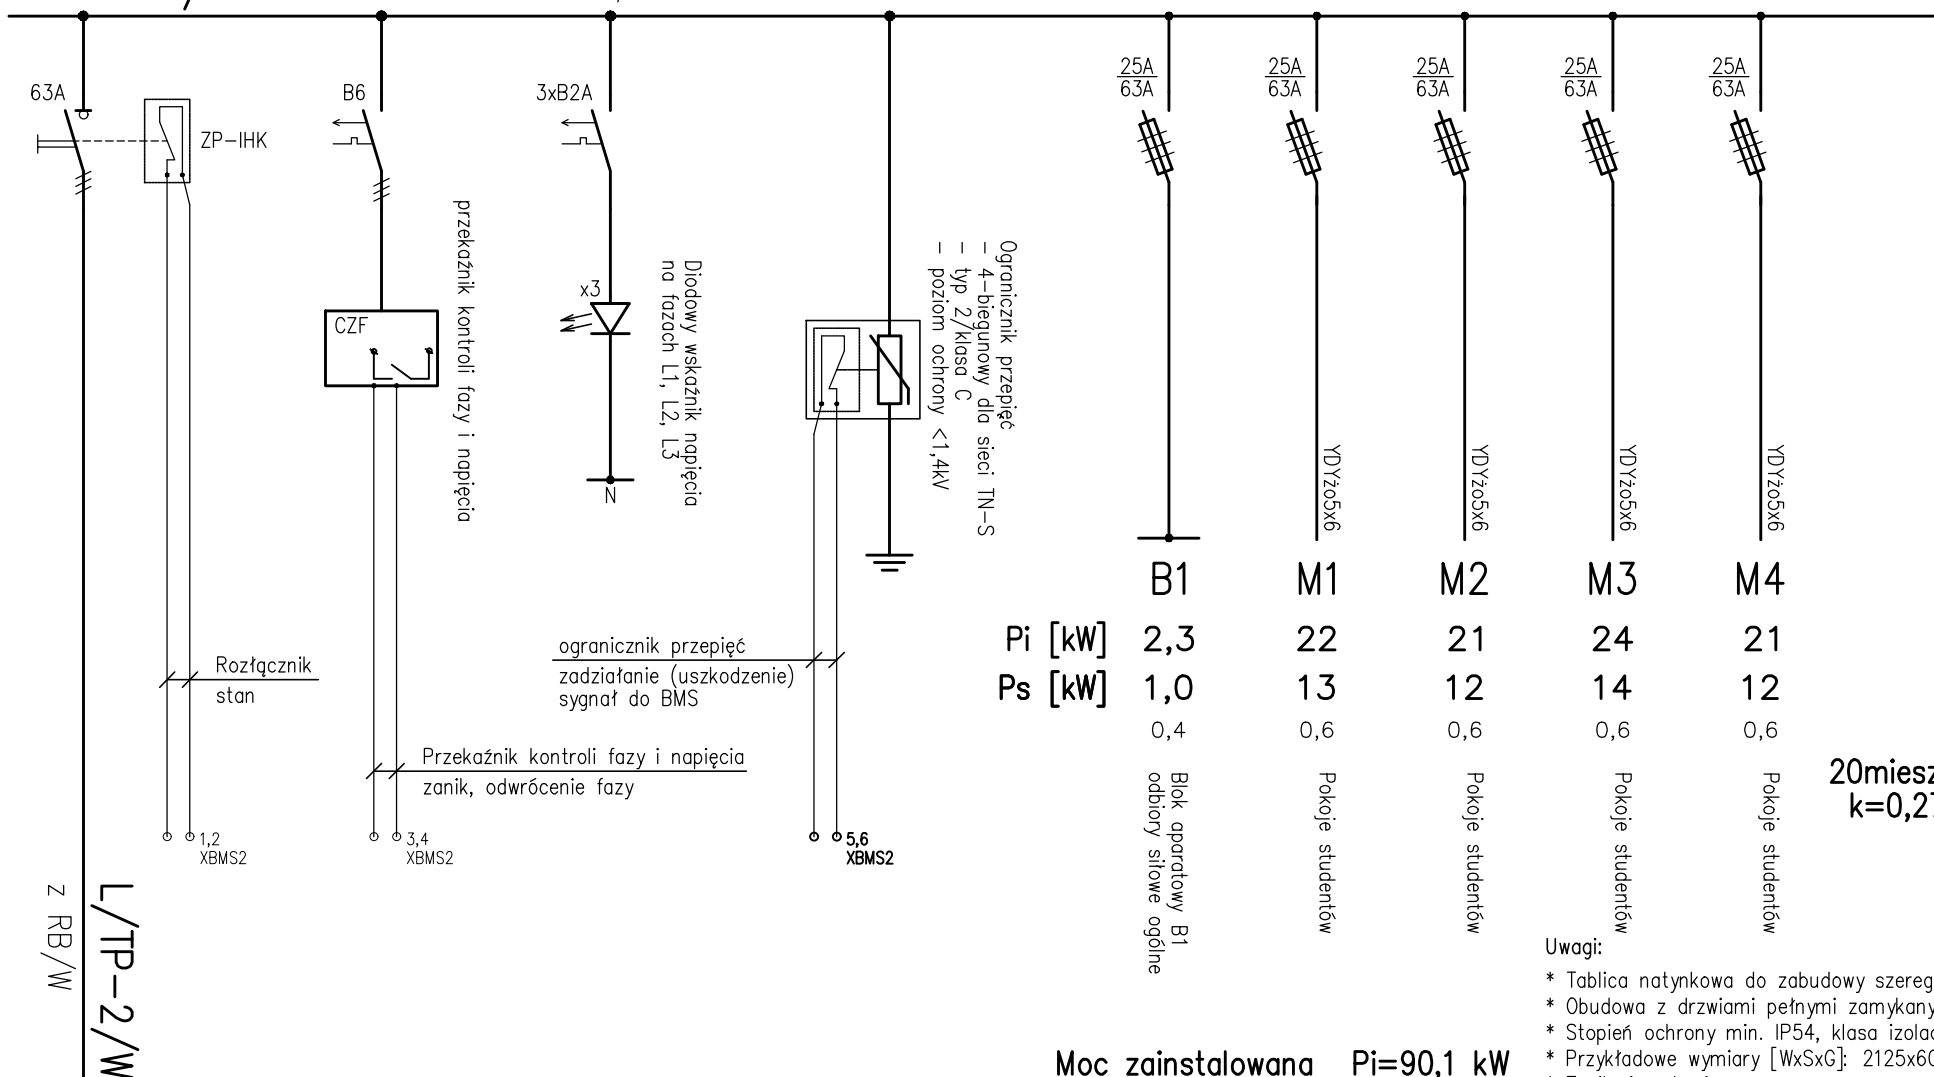 63A
ZP-IHK
B6
3xB2A
25A
63A
25A
63A
25A
63A
25A
63A
25A
63A
przekaźnik kontroli fazy i napięcia
CZF
x3
N
Diodowy wskaźnik napięcia
na fazach L1, L2, L3
Ogranicznik przepięć
- 4-biegunowy dla sieci TN-S
- typ 2/klasa C
- poziom ochrony <1,4kV
YDYżo5x6
YDYżo5x6
YDYżo5x6
YDYżo5x6
B1 M1 M2 M3 M4
Pi [kW] 2,3 22 21 24 21
Ps [kW] 1,0 13 12 14 12
0,4 0,6 0,6 0,6 0,6
Blok aparatowy B1
odbiory siłowe ogólne
Pokoje studentów
Pokoje studentów
Pokoje studentów
Pokoje studentów
20miesz
k=0,27
Rozłącznik
stan
ogranicznik przepięć
zadziałanie (uszkodzenie)
sygnał do BMS
Przekaźnik kontroli fazy i napięcia
zanik, odwrócenie fazy
1,2
XBMS2
3,4
XBMS2
5,6
XBMS2
L/TP-2/W
z RB/W
Uwagi:
* Tablica natynkowa do zabudowy szereg
* Obudowa z drzwiami pełnymi zamykany
* Stopień ochrony min. IP54, klasa izolac
* Przykładowe wymiary [WxSxG]: 2125x60
Moc zainstalowana Pi=90,1 kW